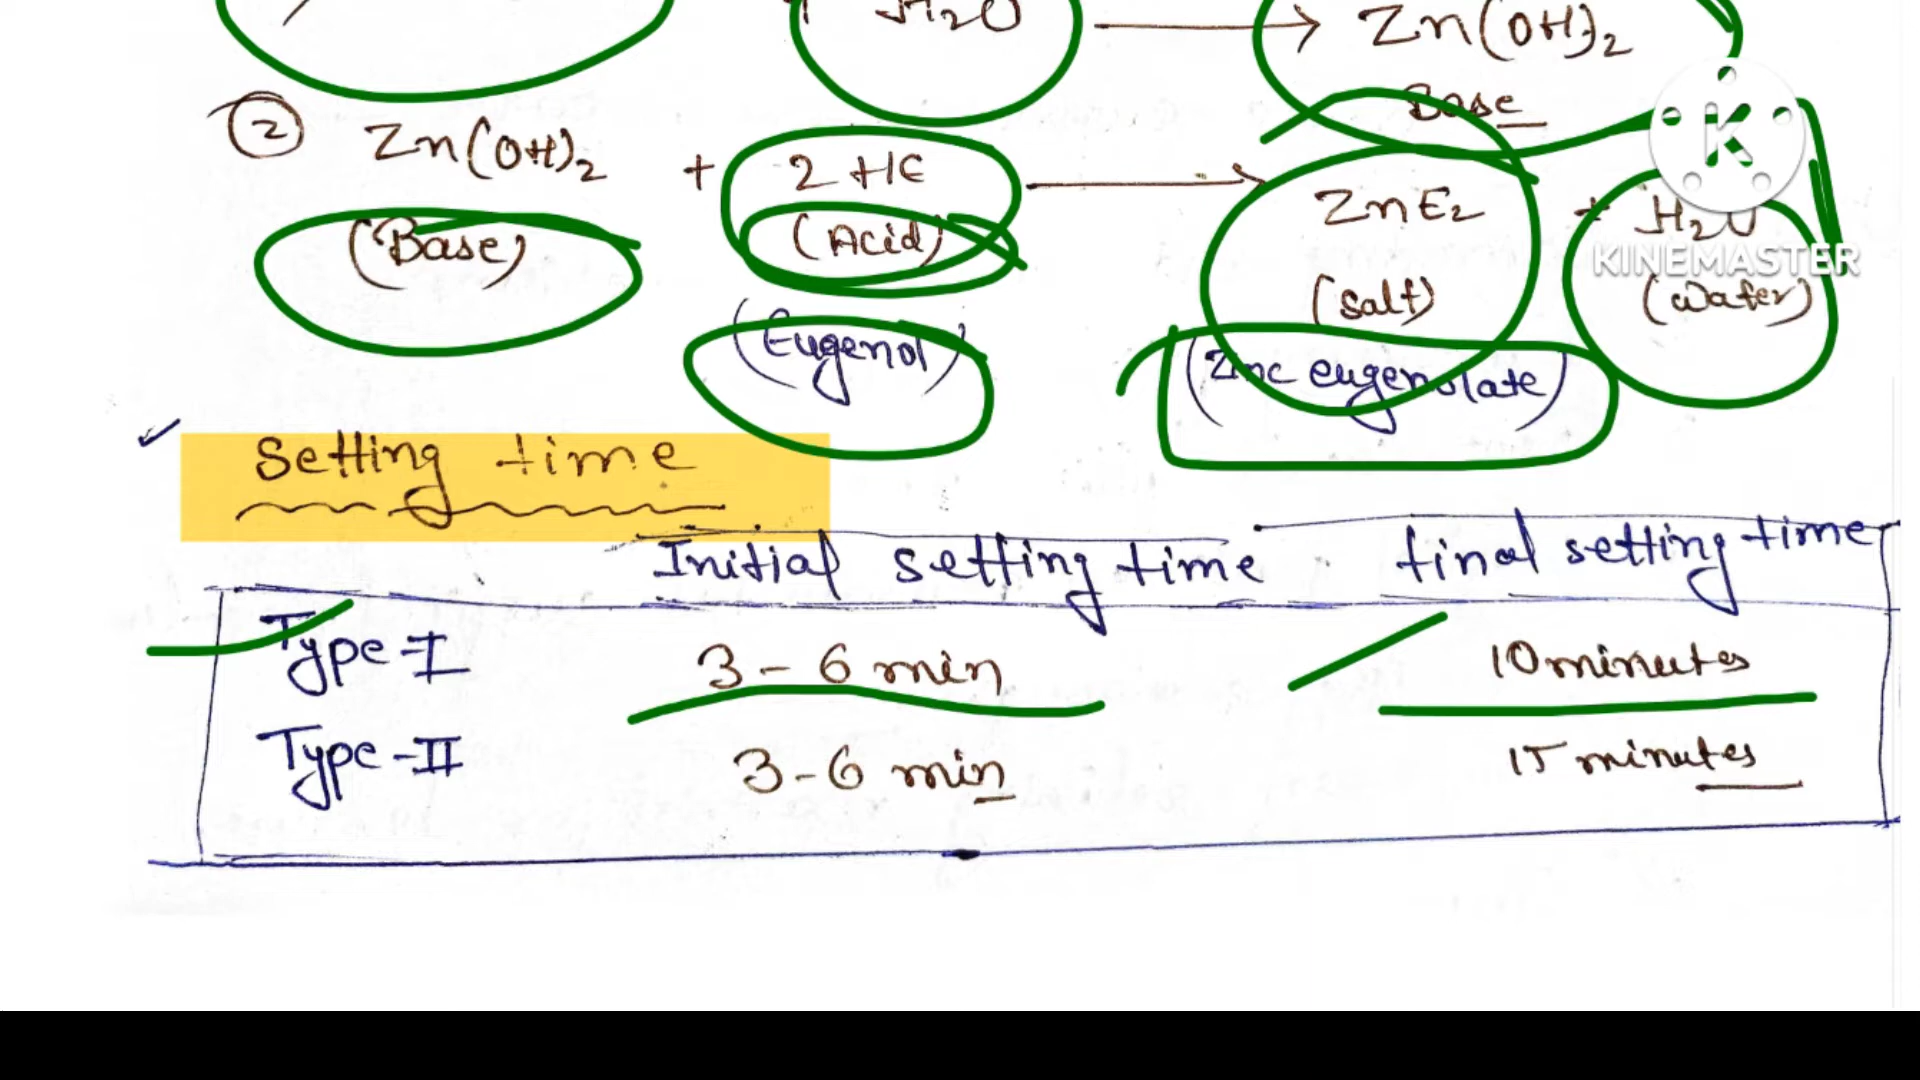 H₂O → Zn(OH)₂
Base
② Zn(OH)₂ + 2 HE → ZnE₂ + H₂O
(Base) (Acid) (Salt) (water)
(Eugenol) (Zinc eugenolate)
KINEMASTER
Setting time
Initial setting time final setting time
Type-I 3-6 min 10 minutes
Type-II 3-6 min 15 minutes